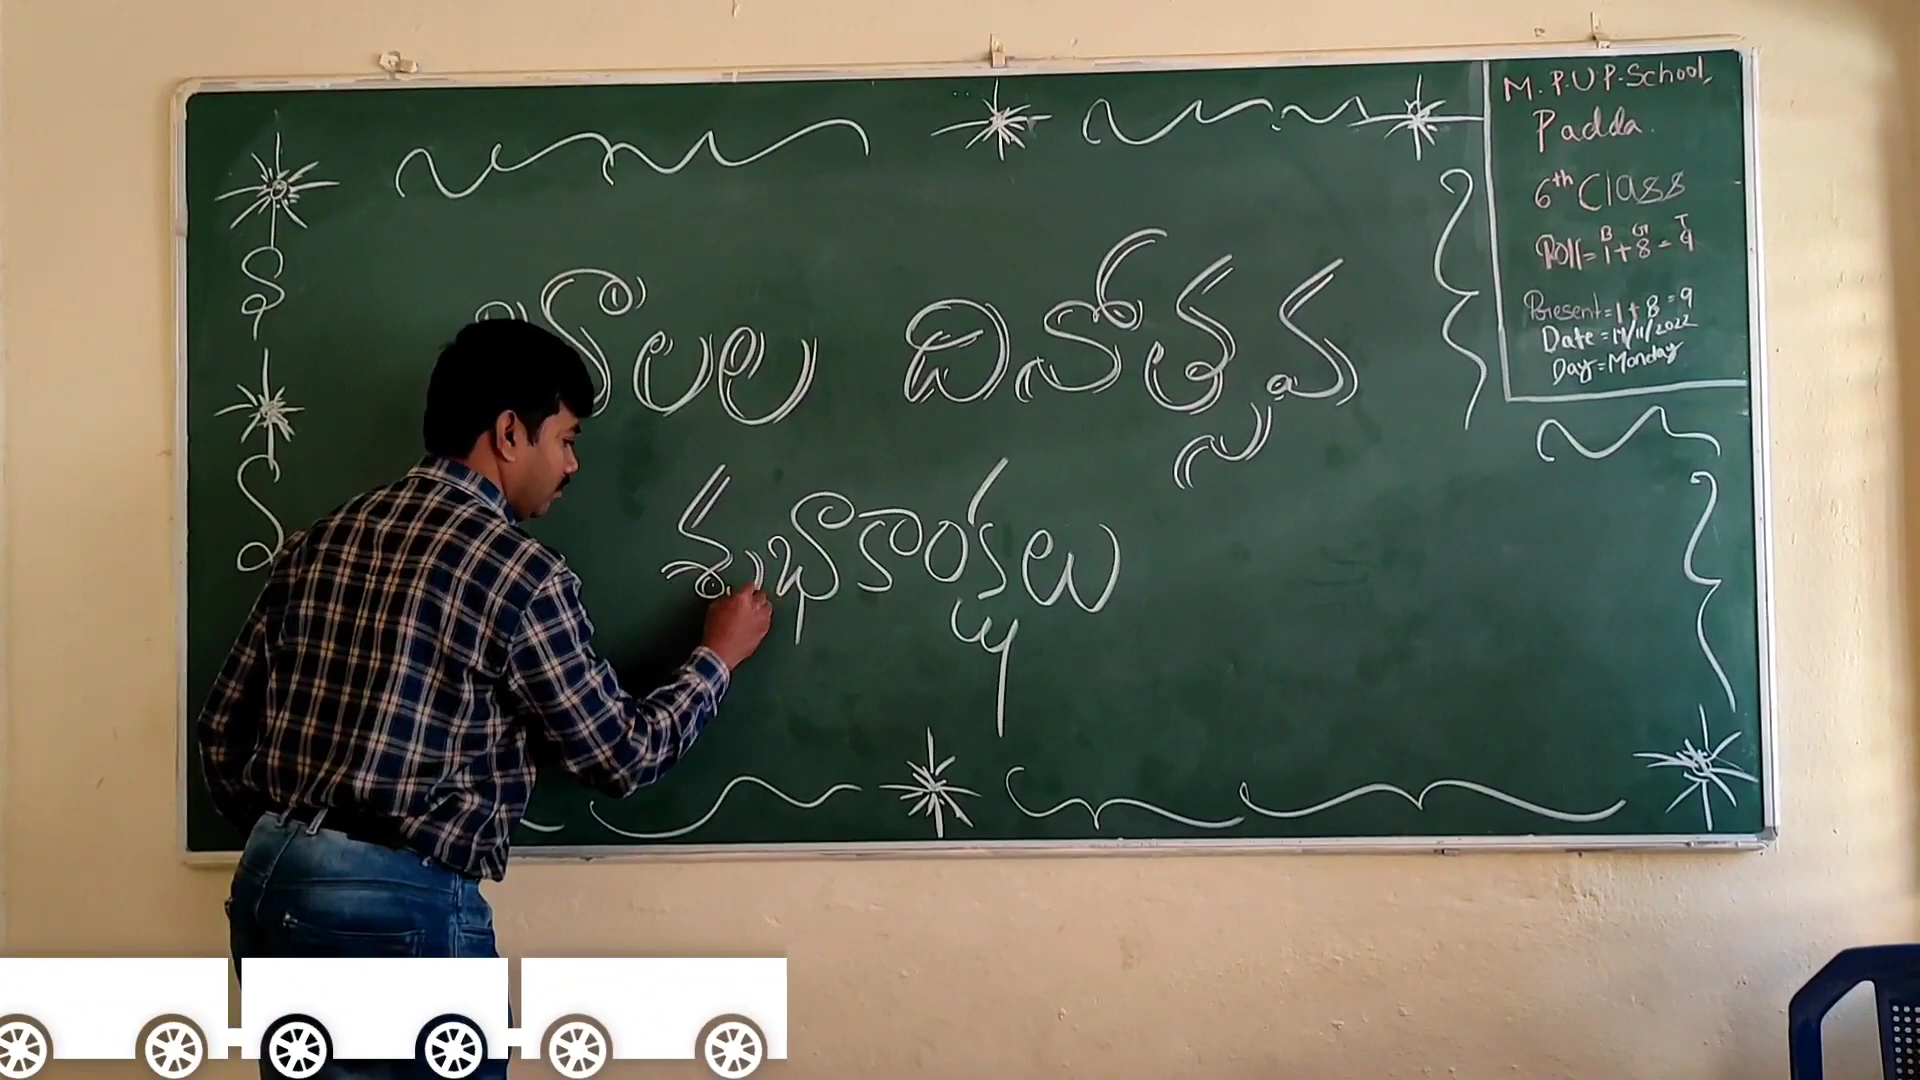 బాలల దినోత్సవ
శుభాకాంక్షలు
M.P.U.P-School,
Padda.
6th Class
B G T
Roll=1+8=9
Present=1+8=9
Date=14/11/2022
Day=Monday